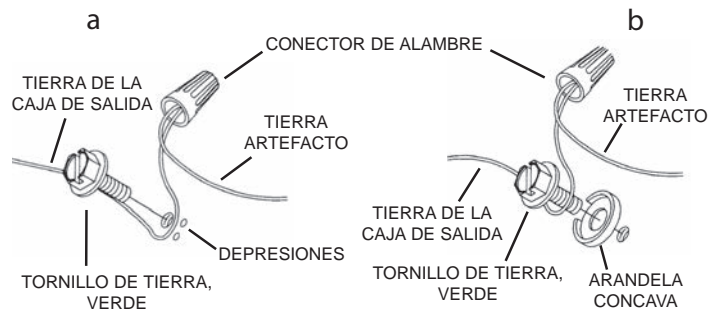 a
b
CONECTOR DE ALAMBRE
TIERRA DE LA
CAJA DE SALIDA
TIERRA
ARTEFACTO
DEPRESIONES
TORNILLO DE TIERRA,
VERDE
TIERRA
ARTEFACTO
TIERRA DE LA
CAJA DE SALIDA
TORNILLO DE TIERRA,
VERDE
ARANDELA
CONCAVA